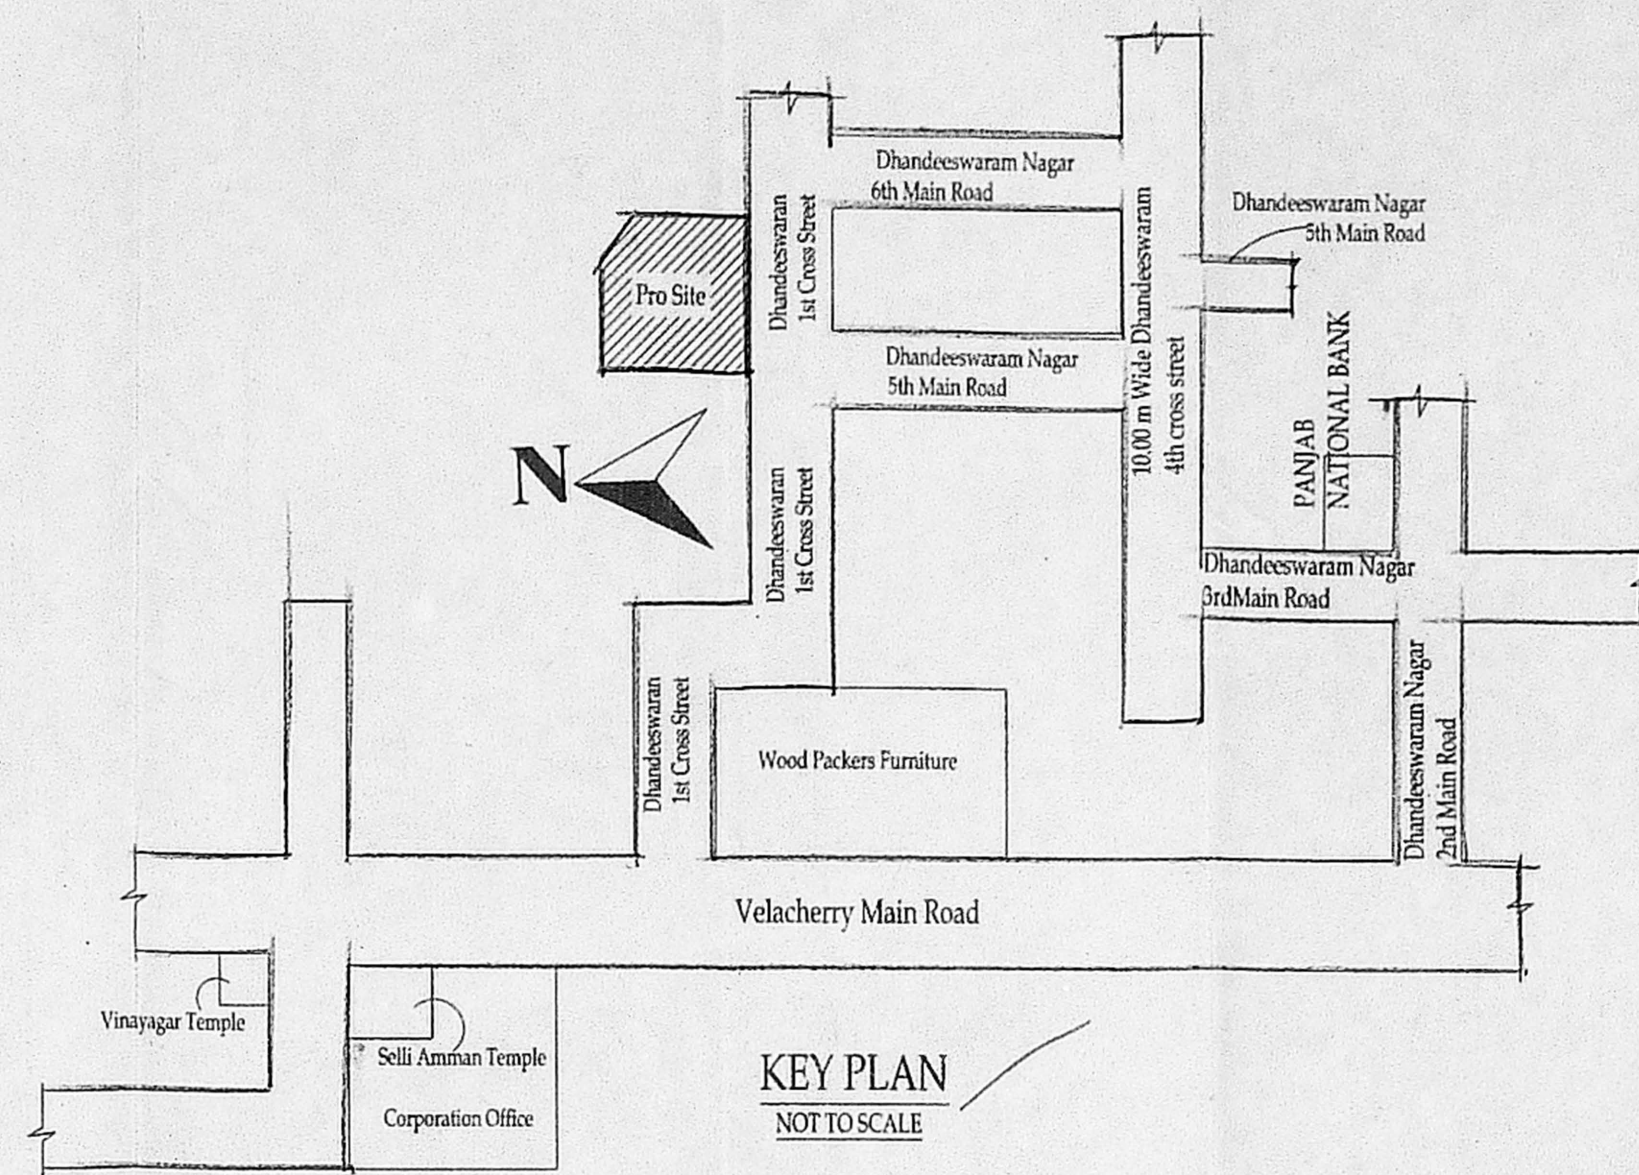 Dhandeeswaram Nagar
6th Main Road
Dhandeeswaran
1st Cross Street
10.00 m Wide Dhandeeswaram
4th cross street
Dhandeeswaram Nagar
5th Main Road
Pro Site
Dhandeeswaram Nagar
5th Main Road
PANJAB
NATIONAL BANK
N
Dhandeeswaran
1st Cross Street
Dhandeeswaram Nagar
3rdMain Road
Dhandeeswaran
1st Cross Street
Wood Packers Furniture
Dhandeeswaram Nagar
2nd Main Road
Velacherry Main Road
Vinayagar Temple
Selli Amman Temple
Corporation Office
KEY PLAN
NOT TO SCALE